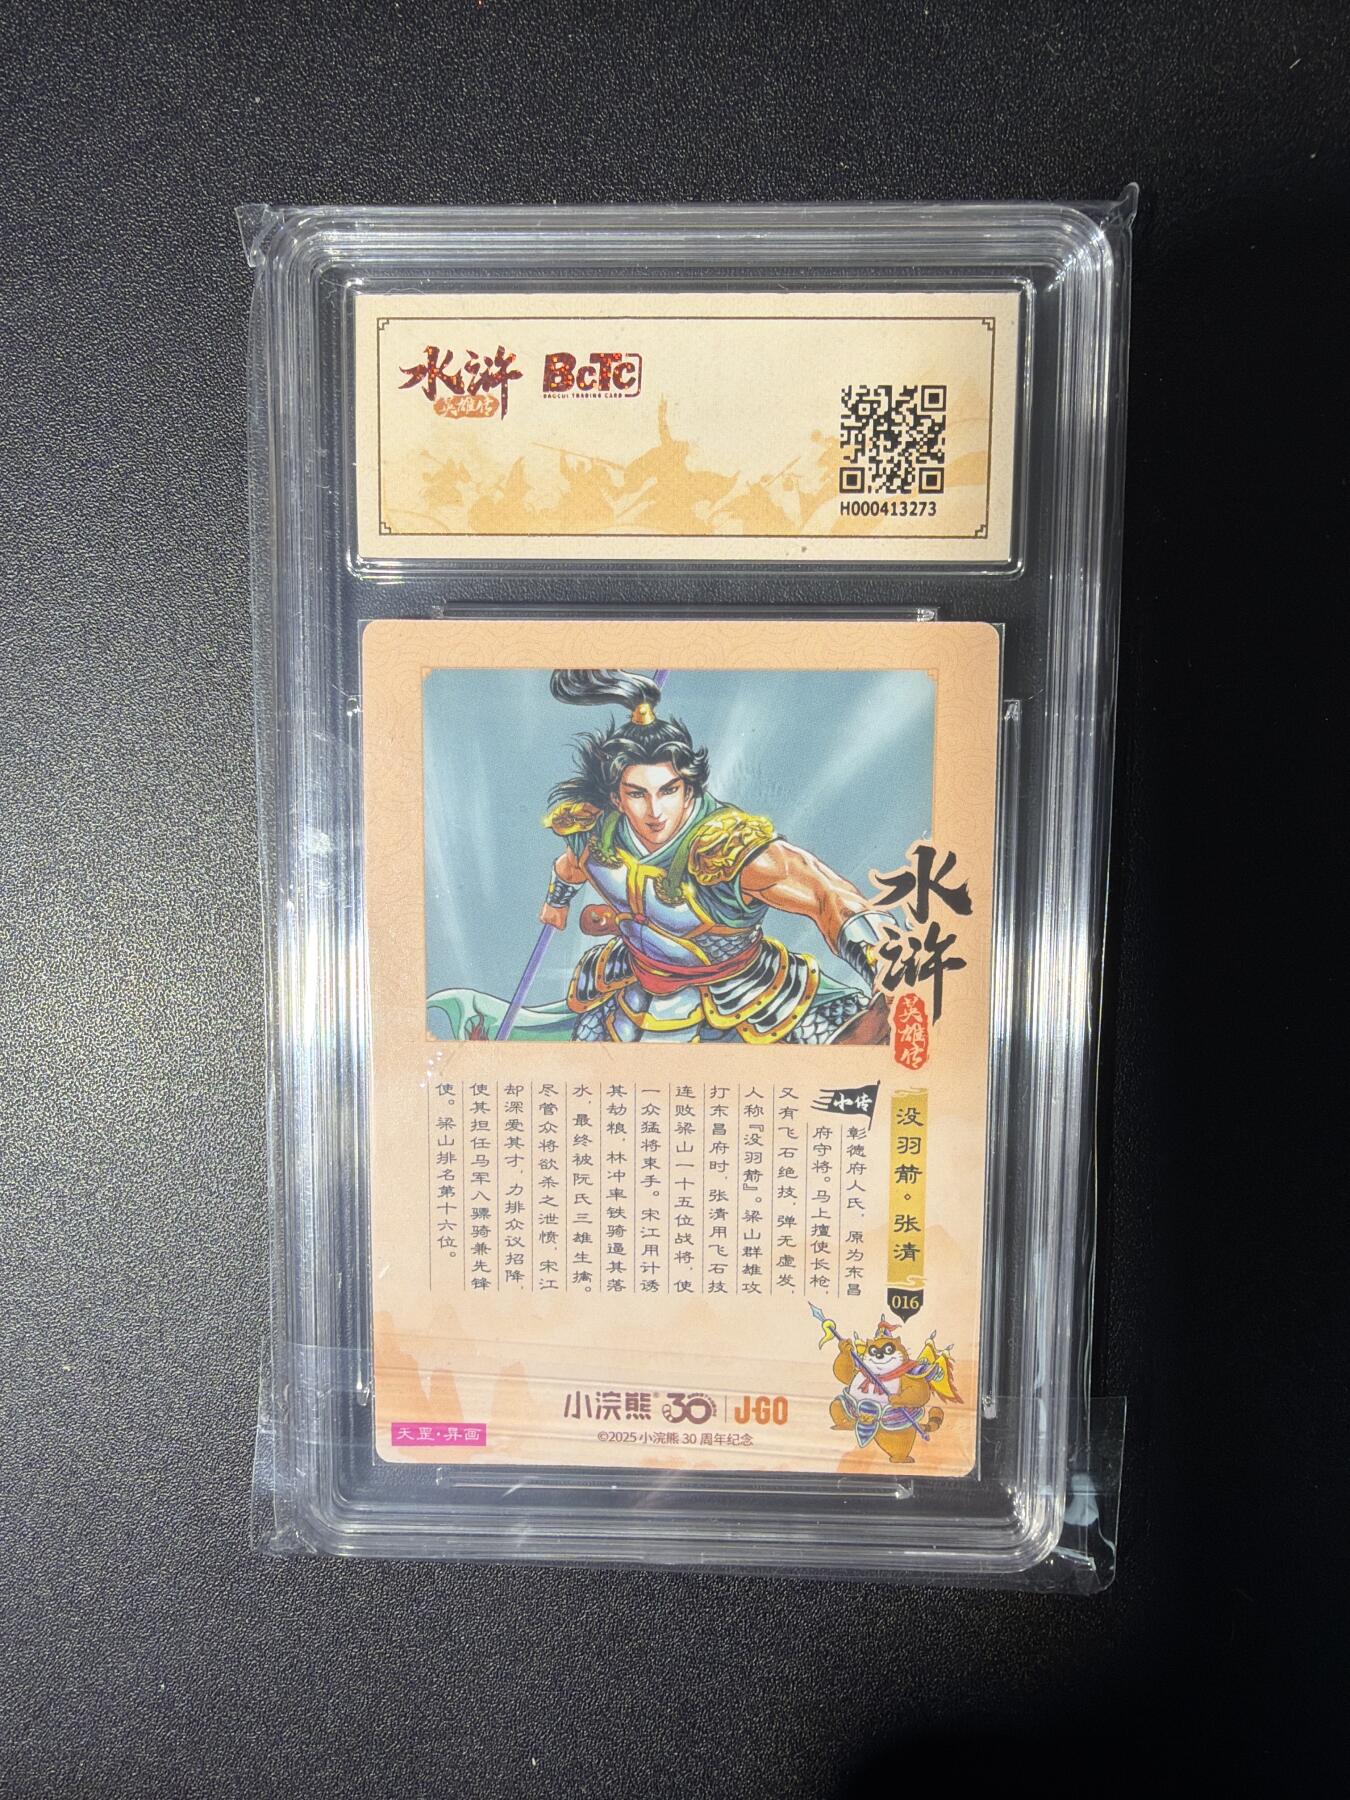 水浒
英雄传
BCTC
BAOCUI TRADING CARD
H000413273
水浒
英雄传
没羽箭。张清
016
小传
彰德府人氏，原为东昌
府守将。马上擅使长枪，
又有飞石绝技，弹无虚发，
人称『没羽箭』。梁山群雄攻
打东昌府时，张清用飞石技
连败梁山一十五位战将，使
一众猛将束手。宋江用计诱
其劫粮，林冲率铁骑逼其落
水，最终被阮氏三雄生擒。
尽管众将欲杀之泄愤，宋江
却深爱其才，力排众议招降，
使其担任马军八骠骑兼先锋
使。梁山排名第十六位。
小浣熊® 30 J·GO
©2025 小浣熊 30 周年纪念
天罡·异画